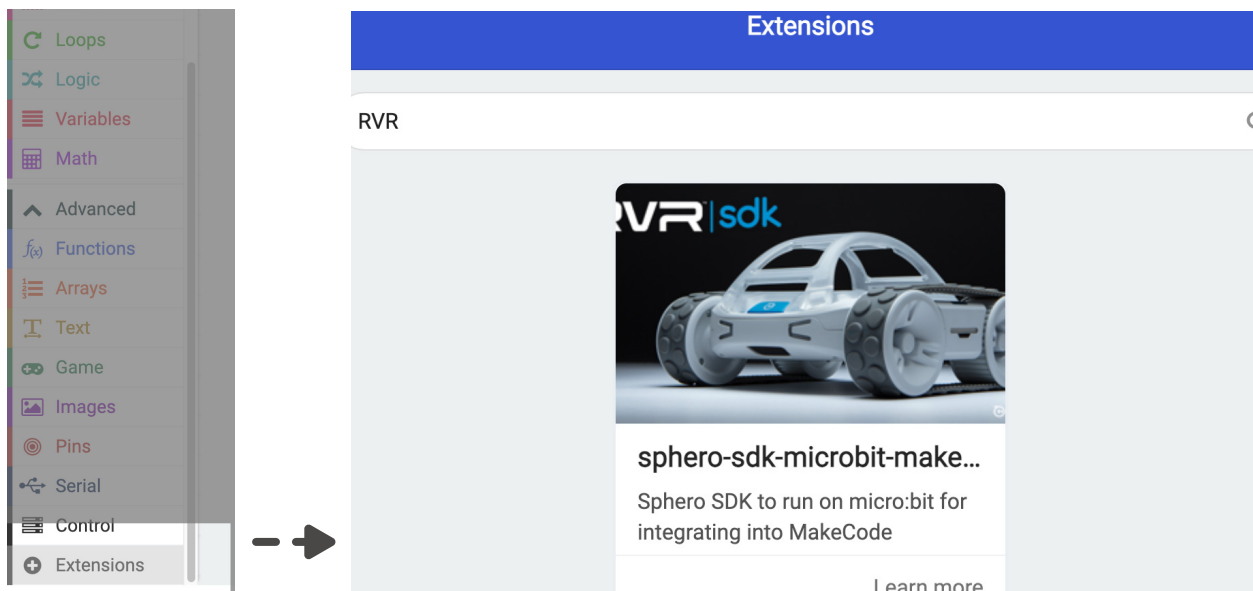 Loops
Logic
Variables
Math
Advanced
f(x) Functions
Arrays
Text
Game
Images
Pins
Serial
Control
Extensions
Extensions
RVR
RVR|sdk
sphero-sdk-microbit-make...
Sphero SDK to run on micro:bit for
integrating into MakeCode
Learn more